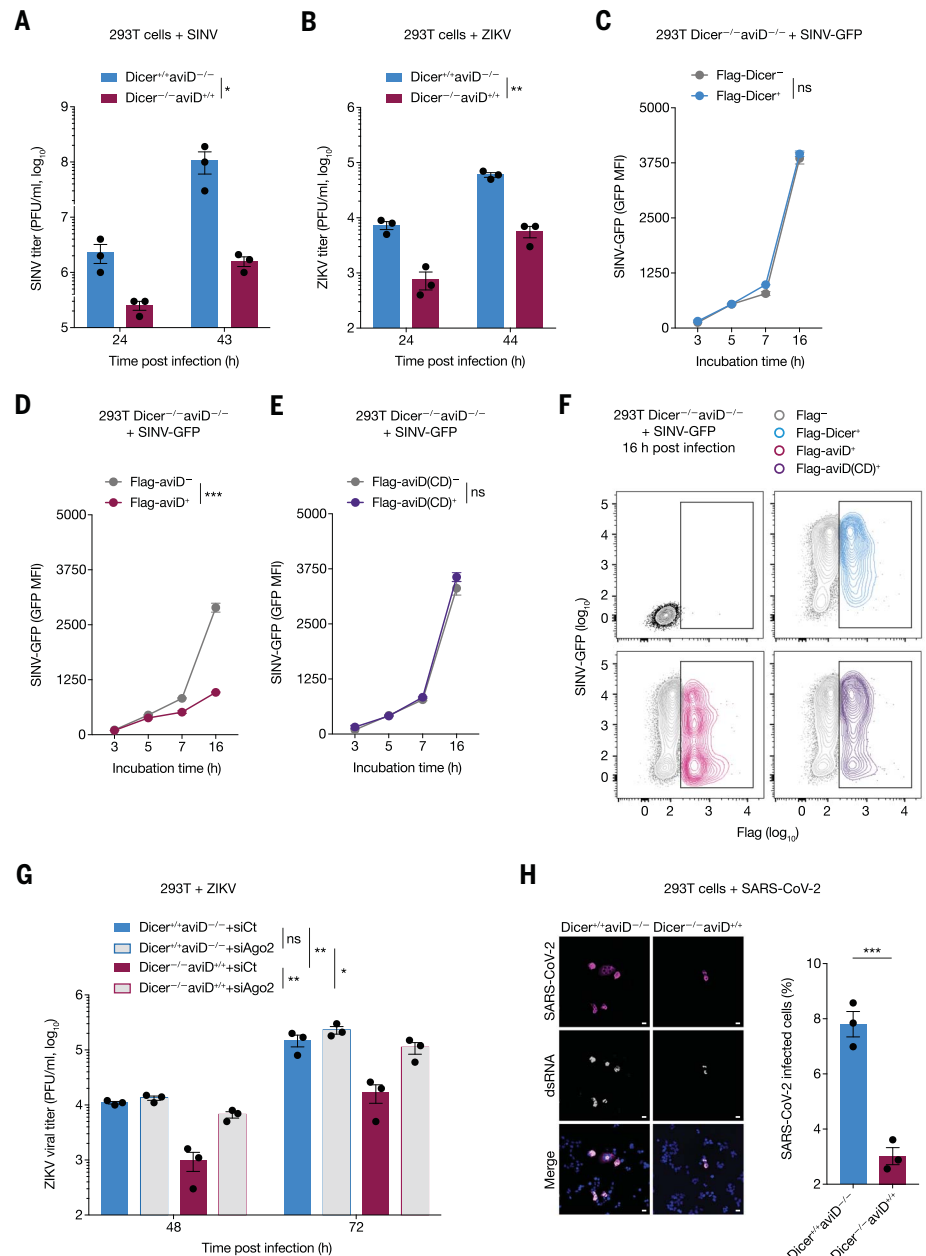 A
293T cells + SINV
Dicer⁺/⁺aviD⁻/⁻
Dicer⁻/⁻aviD⁺/⁺
*
SINV titer (PFU/ml, log₁₀)
9
8
7
6
5
24 43
Time post infection (h)
B
293T cells + ZIKV
Dicer⁺/⁺aviD⁻/⁻
Dicer⁻/⁻aviD⁺/⁺
**
ZIKV titer (PFU/ml, log₁₀)
6
5
4
3
2
24 44
Time post infection (h)
C
293T Dicer⁻/⁻aviD⁻/⁻ + SINV-GFP
Flag-Dicer⁻
Flag-Dicer⁺
ns
SINV-GFP (GFP MFI)
5000
3750
2500
1250
0
3 5 7 16
Incubation time (h)
D
293T Dicer⁻/⁻aviD⁻/⁻
+ SINV-GFP
Flag-aviD⁻
Flag-aviD⁺
***
SINV-GFP (GFP MFI)
5000
3750
2500
1250
0
3 5 7 16
Incubation time (h)
E
293T Dicer⁻/⁻aviD⁻/⁻
+ SINV-GFP
Flag-aviD(CD)⁻
Flag-aviD(CD)⁺
ns
SINV-GFP (GFP MFI)
5000
3750
2500
1250
0
3 5 7 16
Incubation time (h)
F
293T Dicer⁻/⁻aviD⁻/⁻
+ SINV-GFP
16 h post infection
Flag⁻
Flag-Dicer⁺
Flag-aviD⁺
Flag-aviD(CD)⁺
SINV-GFP (log₁₀)
5
4
3
2
0
5
4
3
2
0
0 2 3 4
0 2 3 4
Flag (log₁₀)
G
293T + ZIKV
Dicer⁺/⁺aviD⁻/⁻+siCt
Dicer⁺/⁺aviD⁻/⁻+siAgo2
Dicer⁻/⁻aviD⁺/⁺+siCt
Dicer⁻/⁻aviD⁺/⁺+siAgo2
ns
**
**
*
ZIKV viral titer (PFU/ml, log₁₀)
6
5
4
3
2
48 72
Time post infection (h)
H
293T cells + SARS-CoV-2
Dicer⁺/⁺aviD⁻/⁻ Dicer⁻/⁻aviD⁺/⁺
SARS-CoV-2
dsRNA
Merge
***
SARS-CoV-2 infected cells (%)
10
8
6
4
2
Dicer⁺/⁺aviD⁻/⁻
Dicer⁻/⁻aviD⁺/⁺